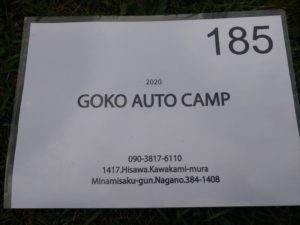 185
2020
GOKO AUTO CAMP
090-3817-6110
1417.Hisawa.Kawakami-mura
Minamisaku-gun.Nagano.384-1408